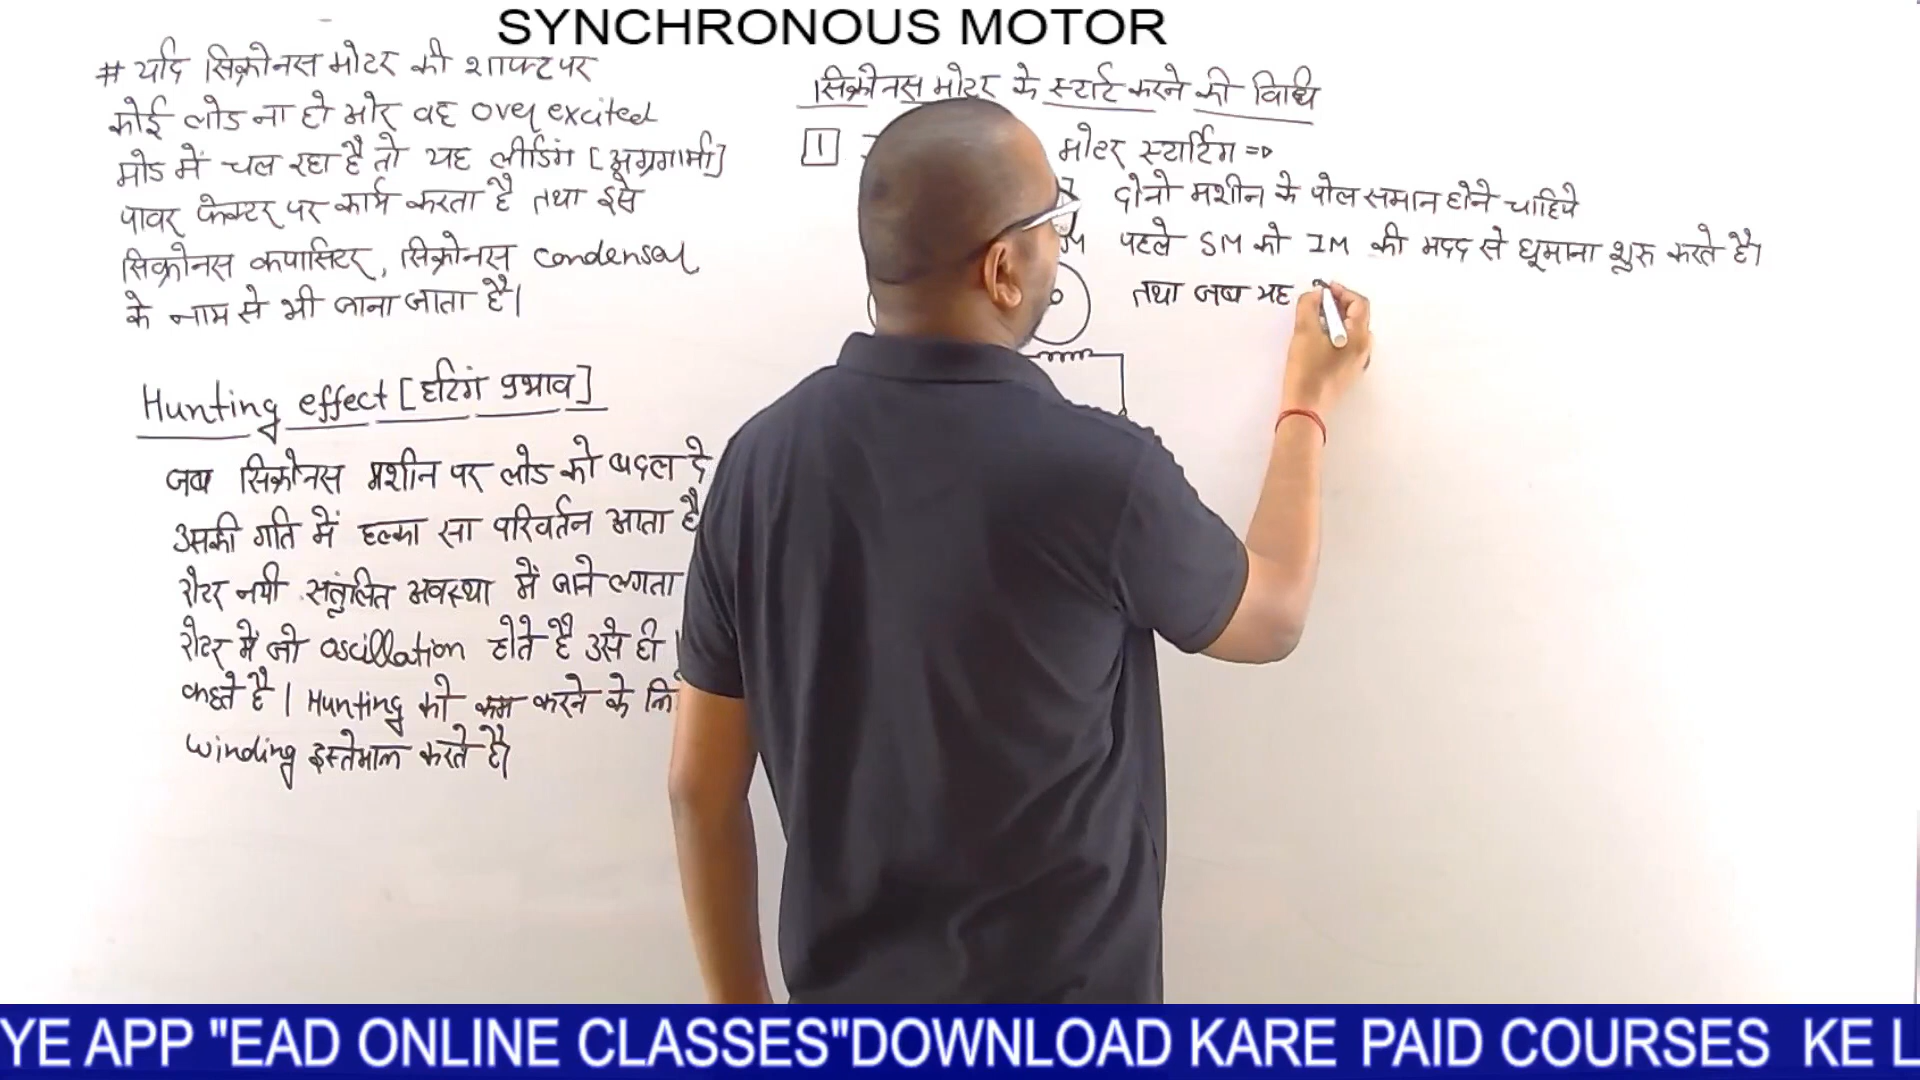 SYNCHRONOUS MOTOR
# यदि सिक्रोनस मोटर की शाफ्ट पर
कोई लोड ना हो ओर वह over excited
मोड में चल रहा है तो यह लीडिंग [अग्रगामी]
पावर फेक्टर पर कार्य करता है तथा इसे
सिक्रोनस कपासिटर, सिक्रोनस condenser
के नाम से भी जाना जाता है।
Hunting effect [हंटिंग प्रभाव]
जब सिक्रोनस मशीन पर लोड को बदल दे
उसकी गति में हल्का सा परिवर्तन आता है
रोटर नयी संतुलित अवस्था में जाने लगता
रोटर में जो oscillation होते है उसे ही
कहते है। Hunting को कम करने के
winding इस्तेमाल करते है।
सिक्रोनस मोटर के स्टार्ट करने की विधि
1 मोटर स्टार्टिग =>
दोनो मशीन के पोल समान होने चाहिये
पहले SM को IM की मदद से घूमाना शुरु करते है।
तथा जब यह
YE APP "EAD ONLINE CLASSES"DOWNLOAD KARE PAID COURSES KE L